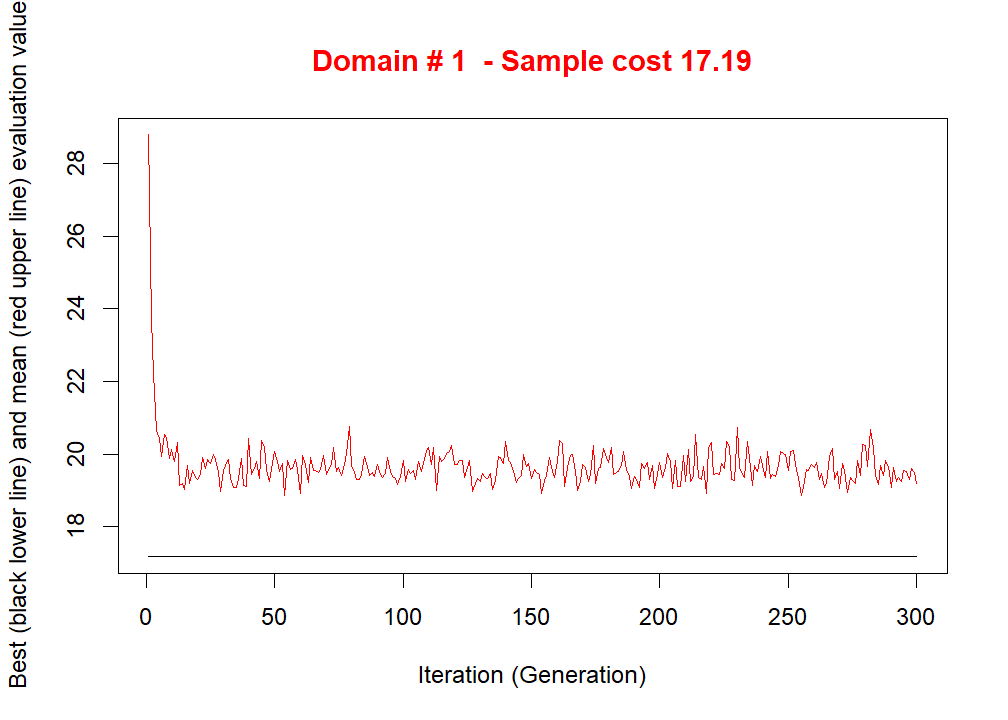 Domain # 1  - Sample cost 17.19
Best (black lower line) and mean (red upper line) evaluation value
28
26
24
22
20
18
0 50 100 150 200 250 300
Iteration (Generation)